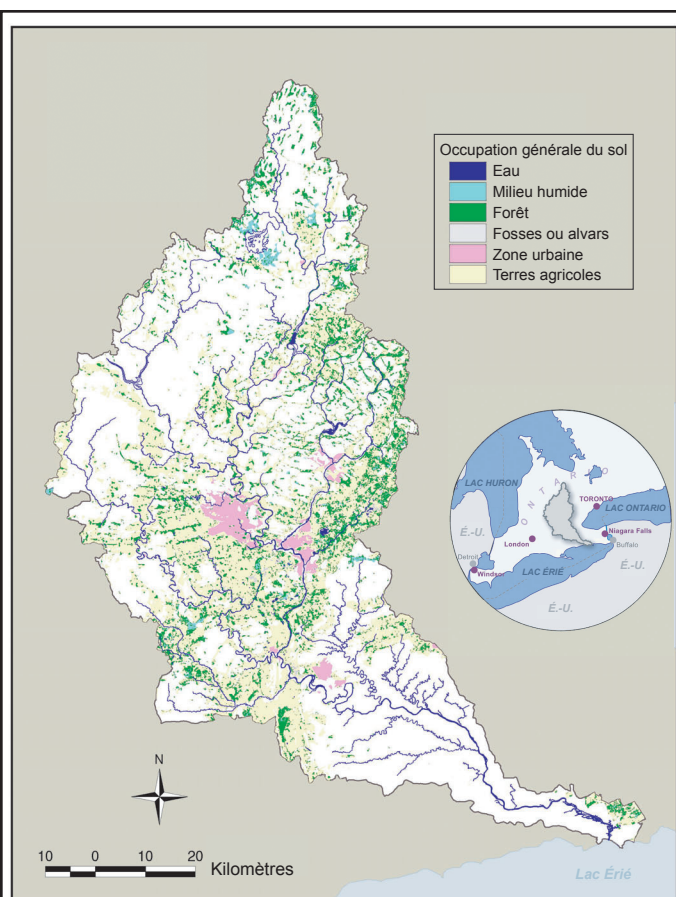 Occupation générale du sol
Eau
Milieu humide
Forêt
Fosses ou alvars
Zone urbaine
Terres agricoles
LAC HURON
ONTARIO
TORONTO
LAC ONTARIO
É.-U.
London
Niagara Falls
Buffalo
Detroit
Windsor
LAC ÉRIÉ
É.-U.
É.-U.
N
10 0 10 20 Kilomètres
Lac Érié